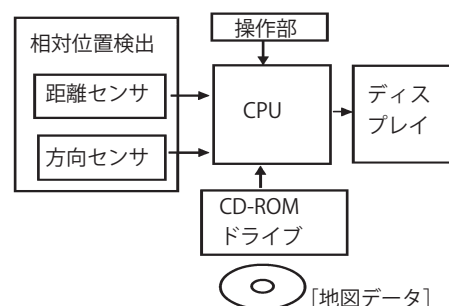 相対位置検出
操作部
距離センサ
方向センサ
CPU
ディス
プレイ
CD-ROM
ドライブ
[地図データ]